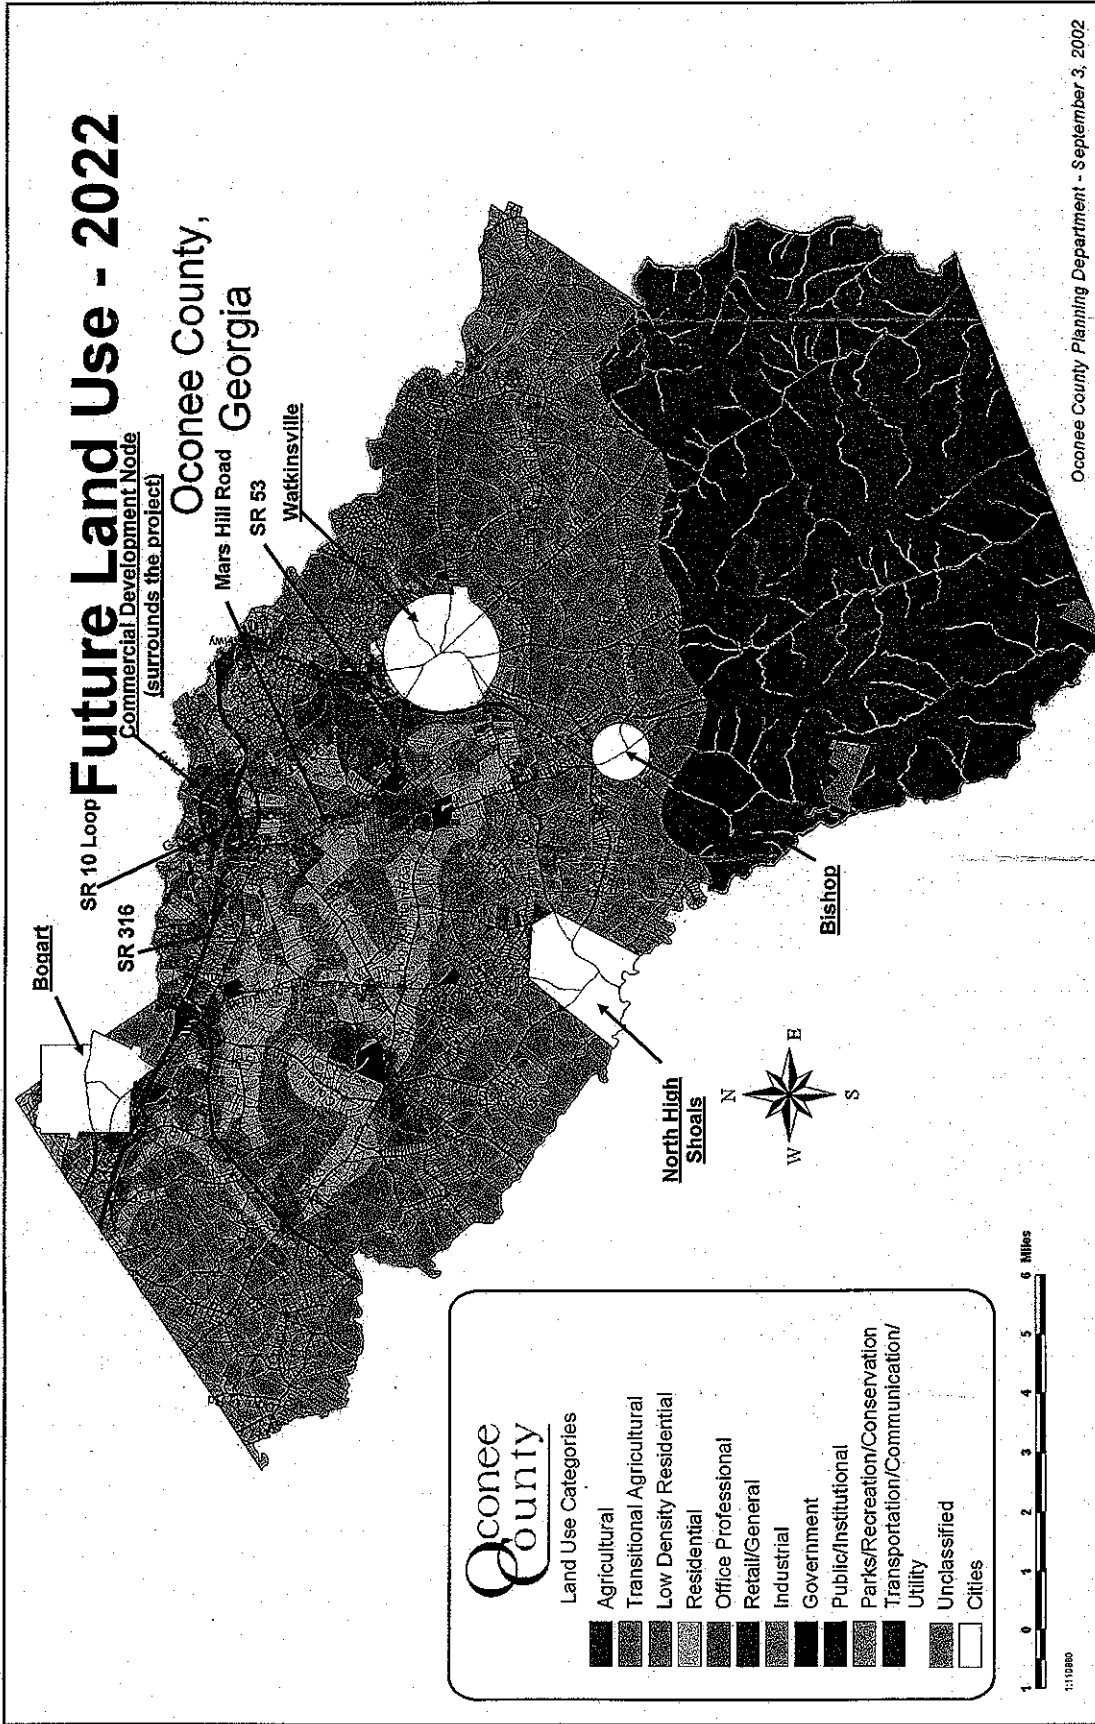 Future Land Use - 2022
Oconee County,
Georgia
Bogart
SR 316
SR 10 Loop
Commercial Development Node
(surrounds the project)
Mars Hill Road
SR 53
Watkinsville
Bishop
North High
Shoals
N
W
E
S
Oconee
County
Land Use Categories
Agricultural
Transitional Agricultural
Low Density Residential
Residential
Office Professional
Retail/General
Industrial
Government
Public/Institutional
Parks/Recreation/Conservation
Transportation/Communication/
Utility
Unclassified
Cities
1 0 1 2 3 4 5 6 Miles
1:110880
Oconee County Planning Department - September 3, 2002